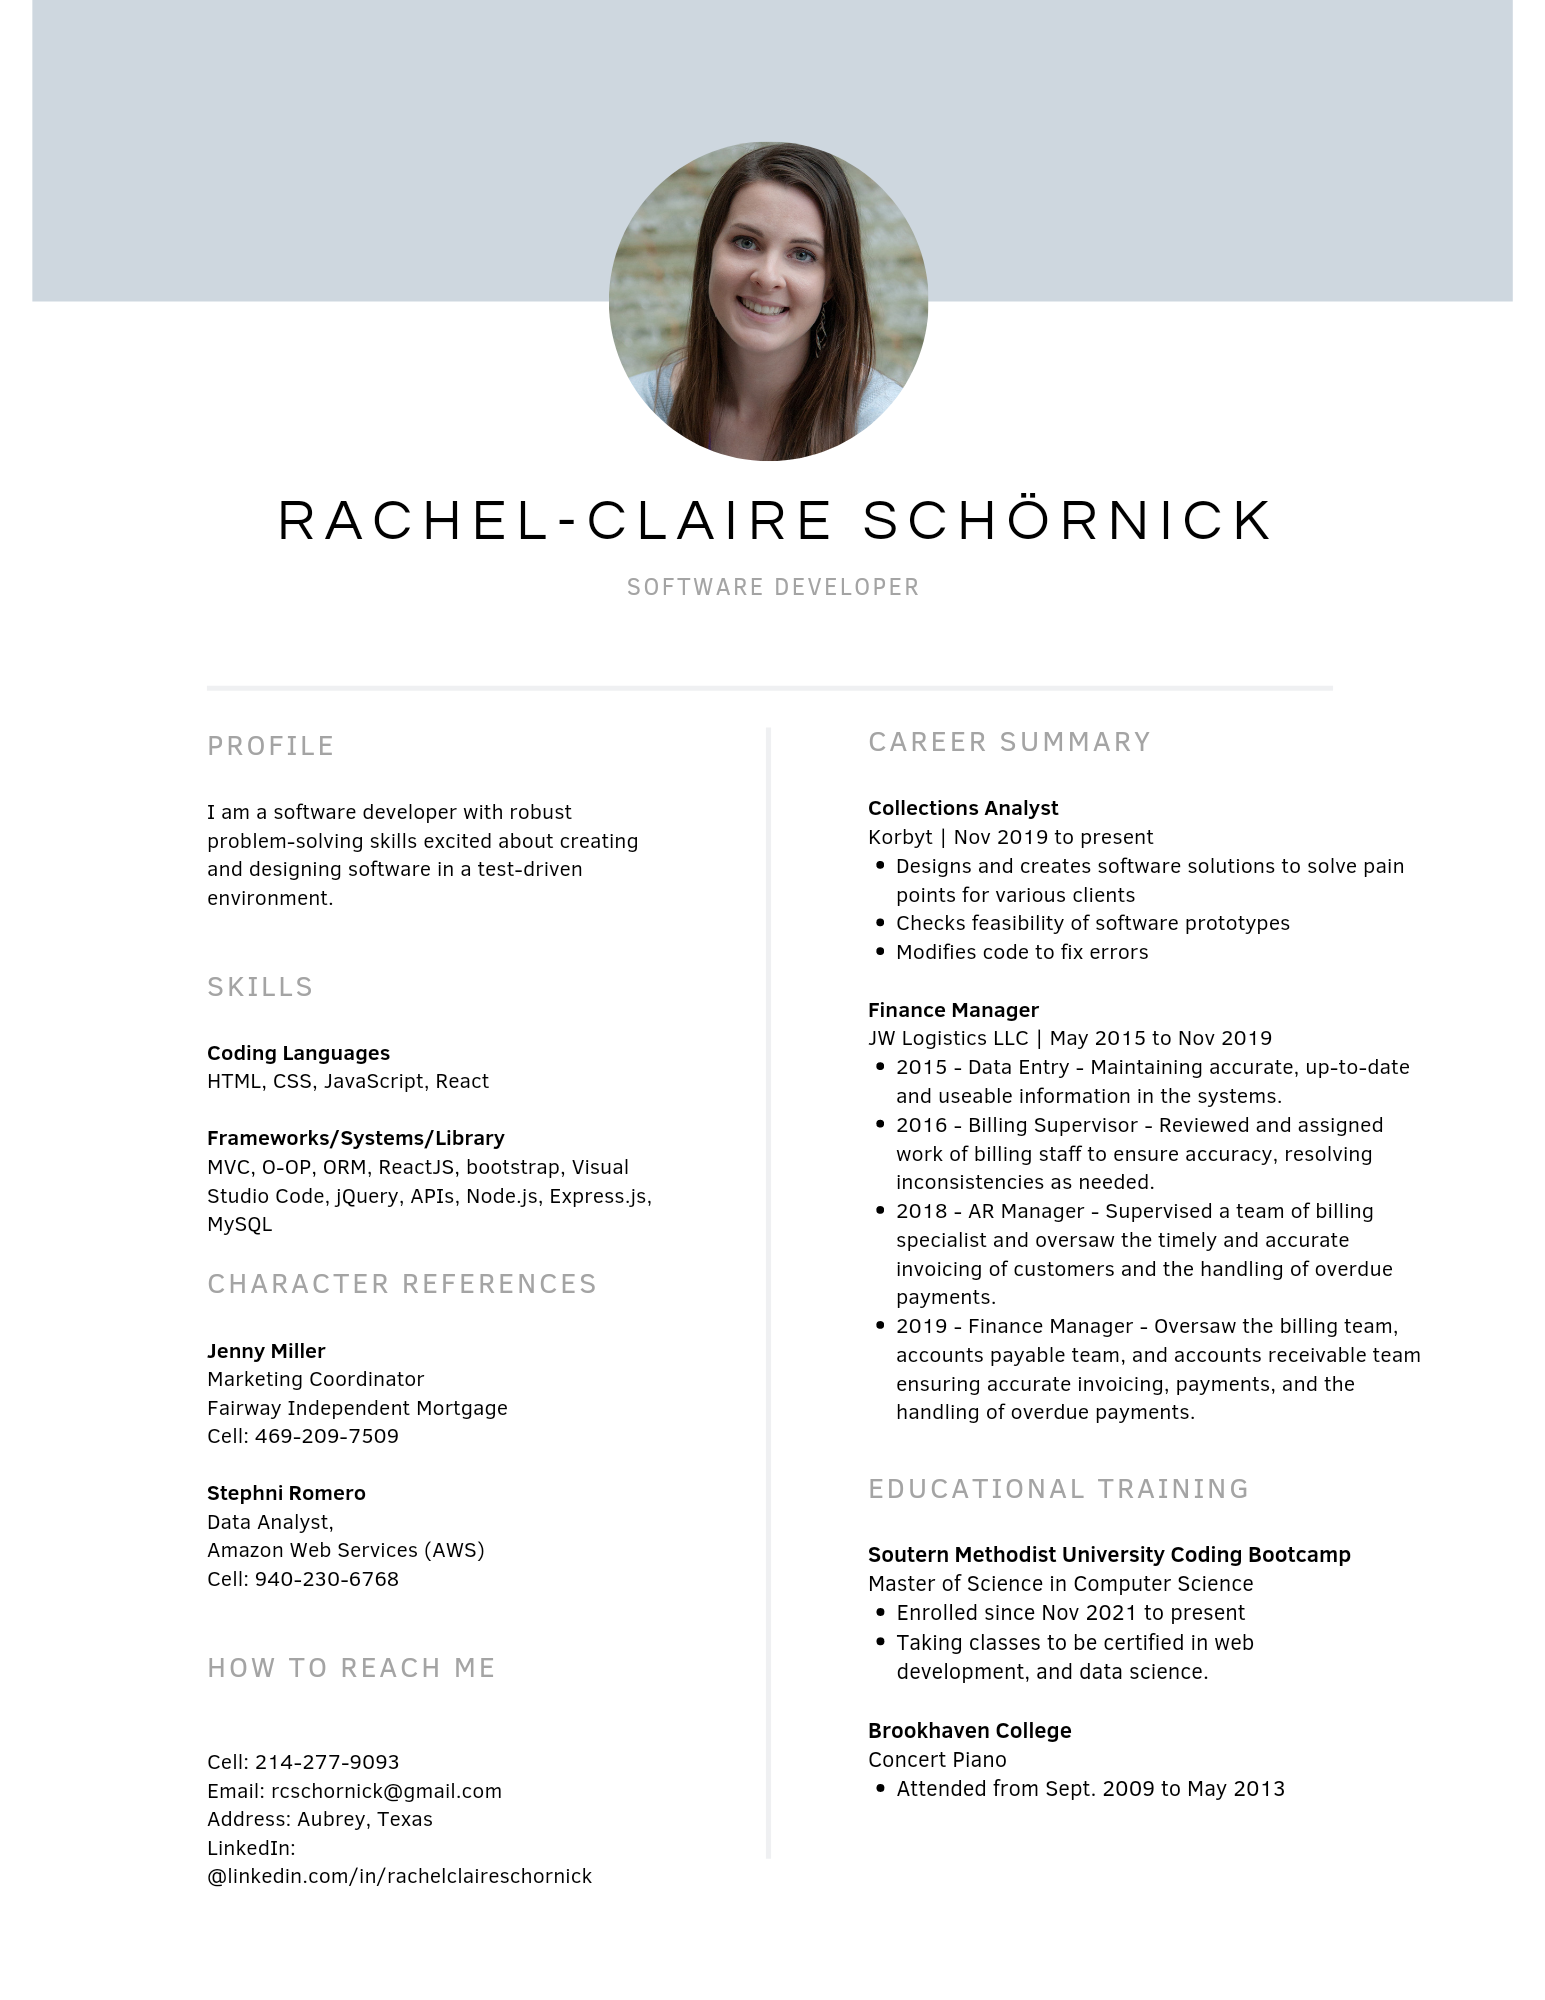 RACHEL-CLAIRE SCHÖRNICK
SOFTWARE DEVELOPER
PROFILE
I am a software developer with robust
problem-solving skills excited about creating
and designing software in a test-driven
environment.
SKILLS
Coding Languages
HTML, CSS, JavaScript, React
Frameworks/Systems/Library
MVC, O-OP, ORM, ReactJS, bootstrap, Visual
Studio Code, jQuery, APIs, Node.js, Express.js,
MySQL
CHARACTER REFERENCES
Jenny Miller
Marketing Coordinator
Fairway Independent Mortgage
Cell: 469-209-7509
Stephni Romero
Data Analyst,
Amazon Web Services (AWS)
Cell: 940-230-6768
HOW TO REACH ME
Cell: 214-277-9093
Email: rcschornick@gmail.com
Address: Aubrey, Texas
LinkedIn:
@linkedin.com/in/rachelclaireschornick
CAREER SUMMARY
Collections Analyst
Korbyt | Nov 2019 to present
• Designs and creates software solutions to solve pain
points for various clients
• Checks feasibility of software prototypes
• Modifies code to fix errors
Finance Manager
JW Logistics LLC | May 2015 to Nov 2019
• 2015 - Data Entry - Maintaining accurate, up-to-date
and useable information in the systems.
• 2016 - Billing Supervisor - Reviewed and assigned
work of billing staff to ensure accuracy, resolving
inconsistencies as needed.
• 2018 - AR Manager - Supervised a team of billing
specialist and oversaw the timely and accurate
invoicing of customers and the handling of overdue
payments.
• 2019 - Finance Manager - Oversaw the billing team,
accounts payable team, and accounts receivable team
ensuring accurate invoicing, payments, and the
handling of overdue payments.
EDUCATIONAL TRAINING
Soutern Methodist University Coding Bootcamp
Master of Science in Computer Science
• Enrolled since Nov 2021 to present
• Taking classes to be certified in web
development, and data science.
Brookhaven College
Concert Piano
• Attended from Sept. 2009 to May 2013